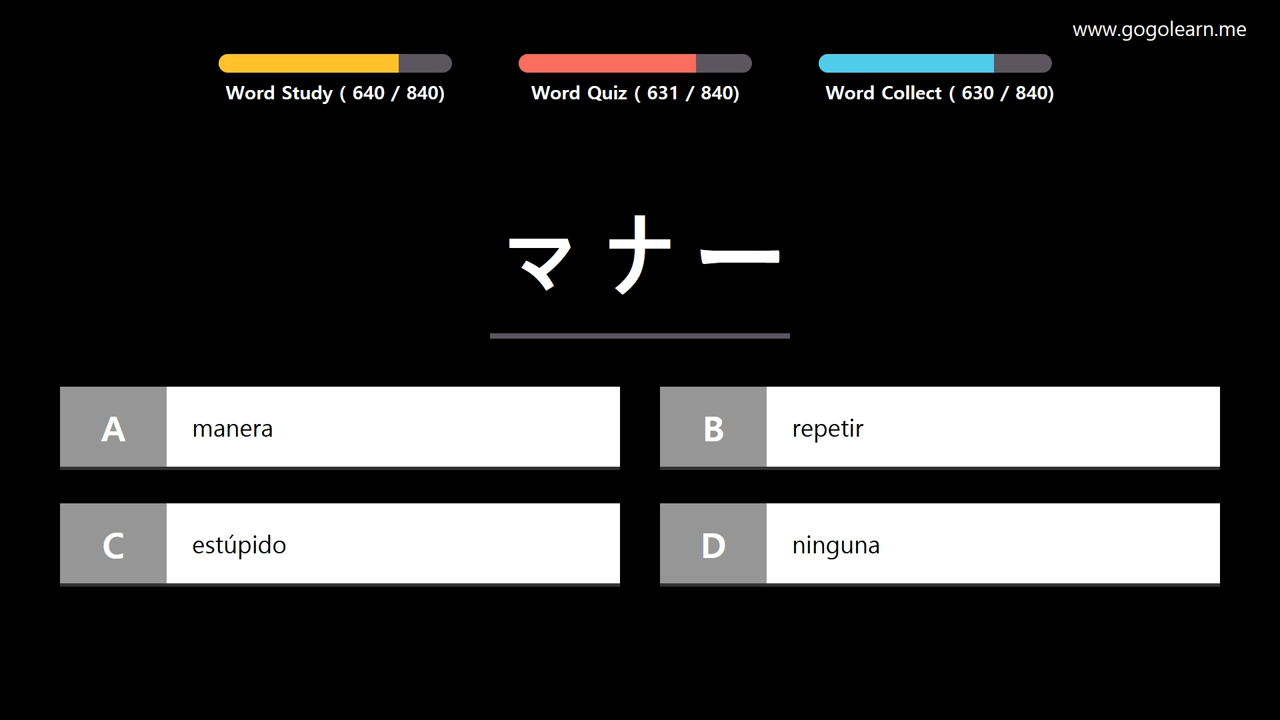 www.gogolearn.me
Word Study ( 640 / 840)
Word Quiz ( 631 / 840)
Word Collect ( 630 / 840)
マナー
A manera
B repetir
C estúpido
D ninguna